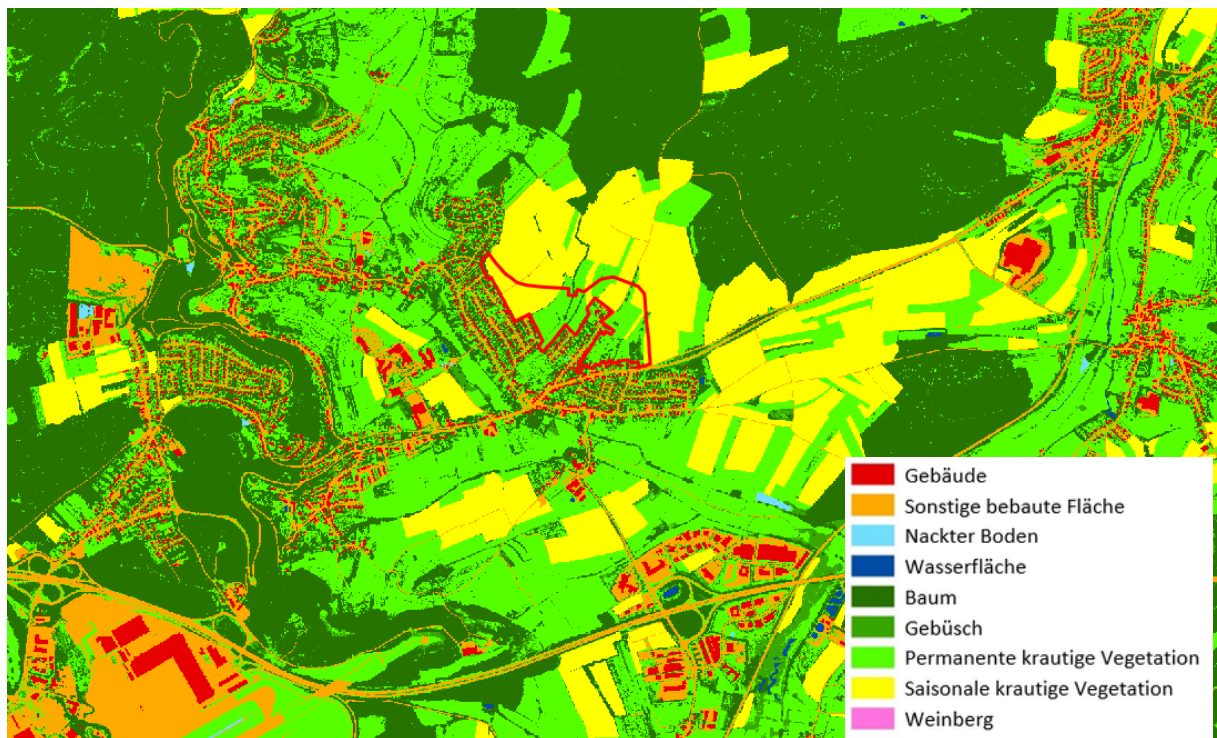 Gebäude
Sonstige bebaute Fläche
Nackter Boden
Wasserfläche
Baum
Gebüsch
Permanente krautige Vegetation
Saisonale krautige Vegetation
Weinberg